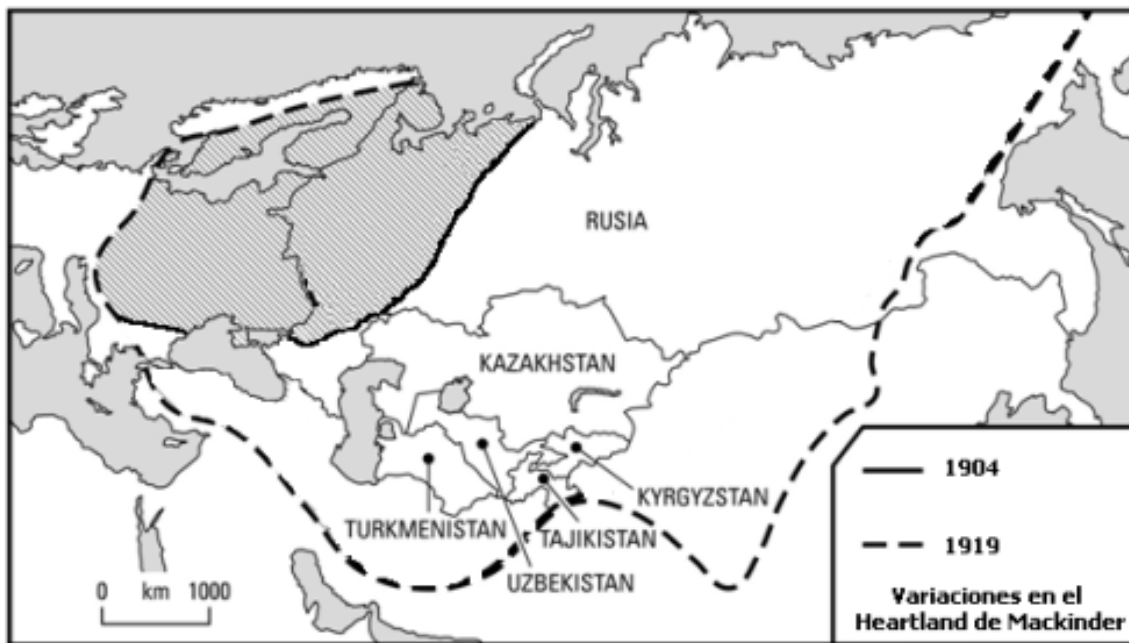 RUSIA
KAZAKHSTAN
KYRGYZSTAN
TURKMENISTAN
TAJIKISTAN
UZBEKISTAN
0 km 1000
1904
1919
Variaciones en el
Heartland de Mackinder